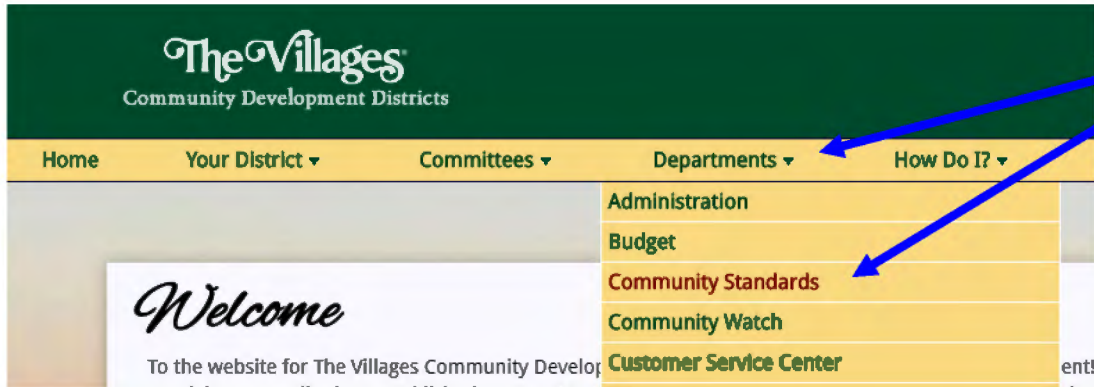 The Villages®
Community Development Districts
Home Your District ▾ Committees ▾ Departments ▾ How Do I? ▾
Administration
Budget
Community Standards
Community Watch
Customer Service Center
Welcome
To the website for The Villages Community Develop
ent!